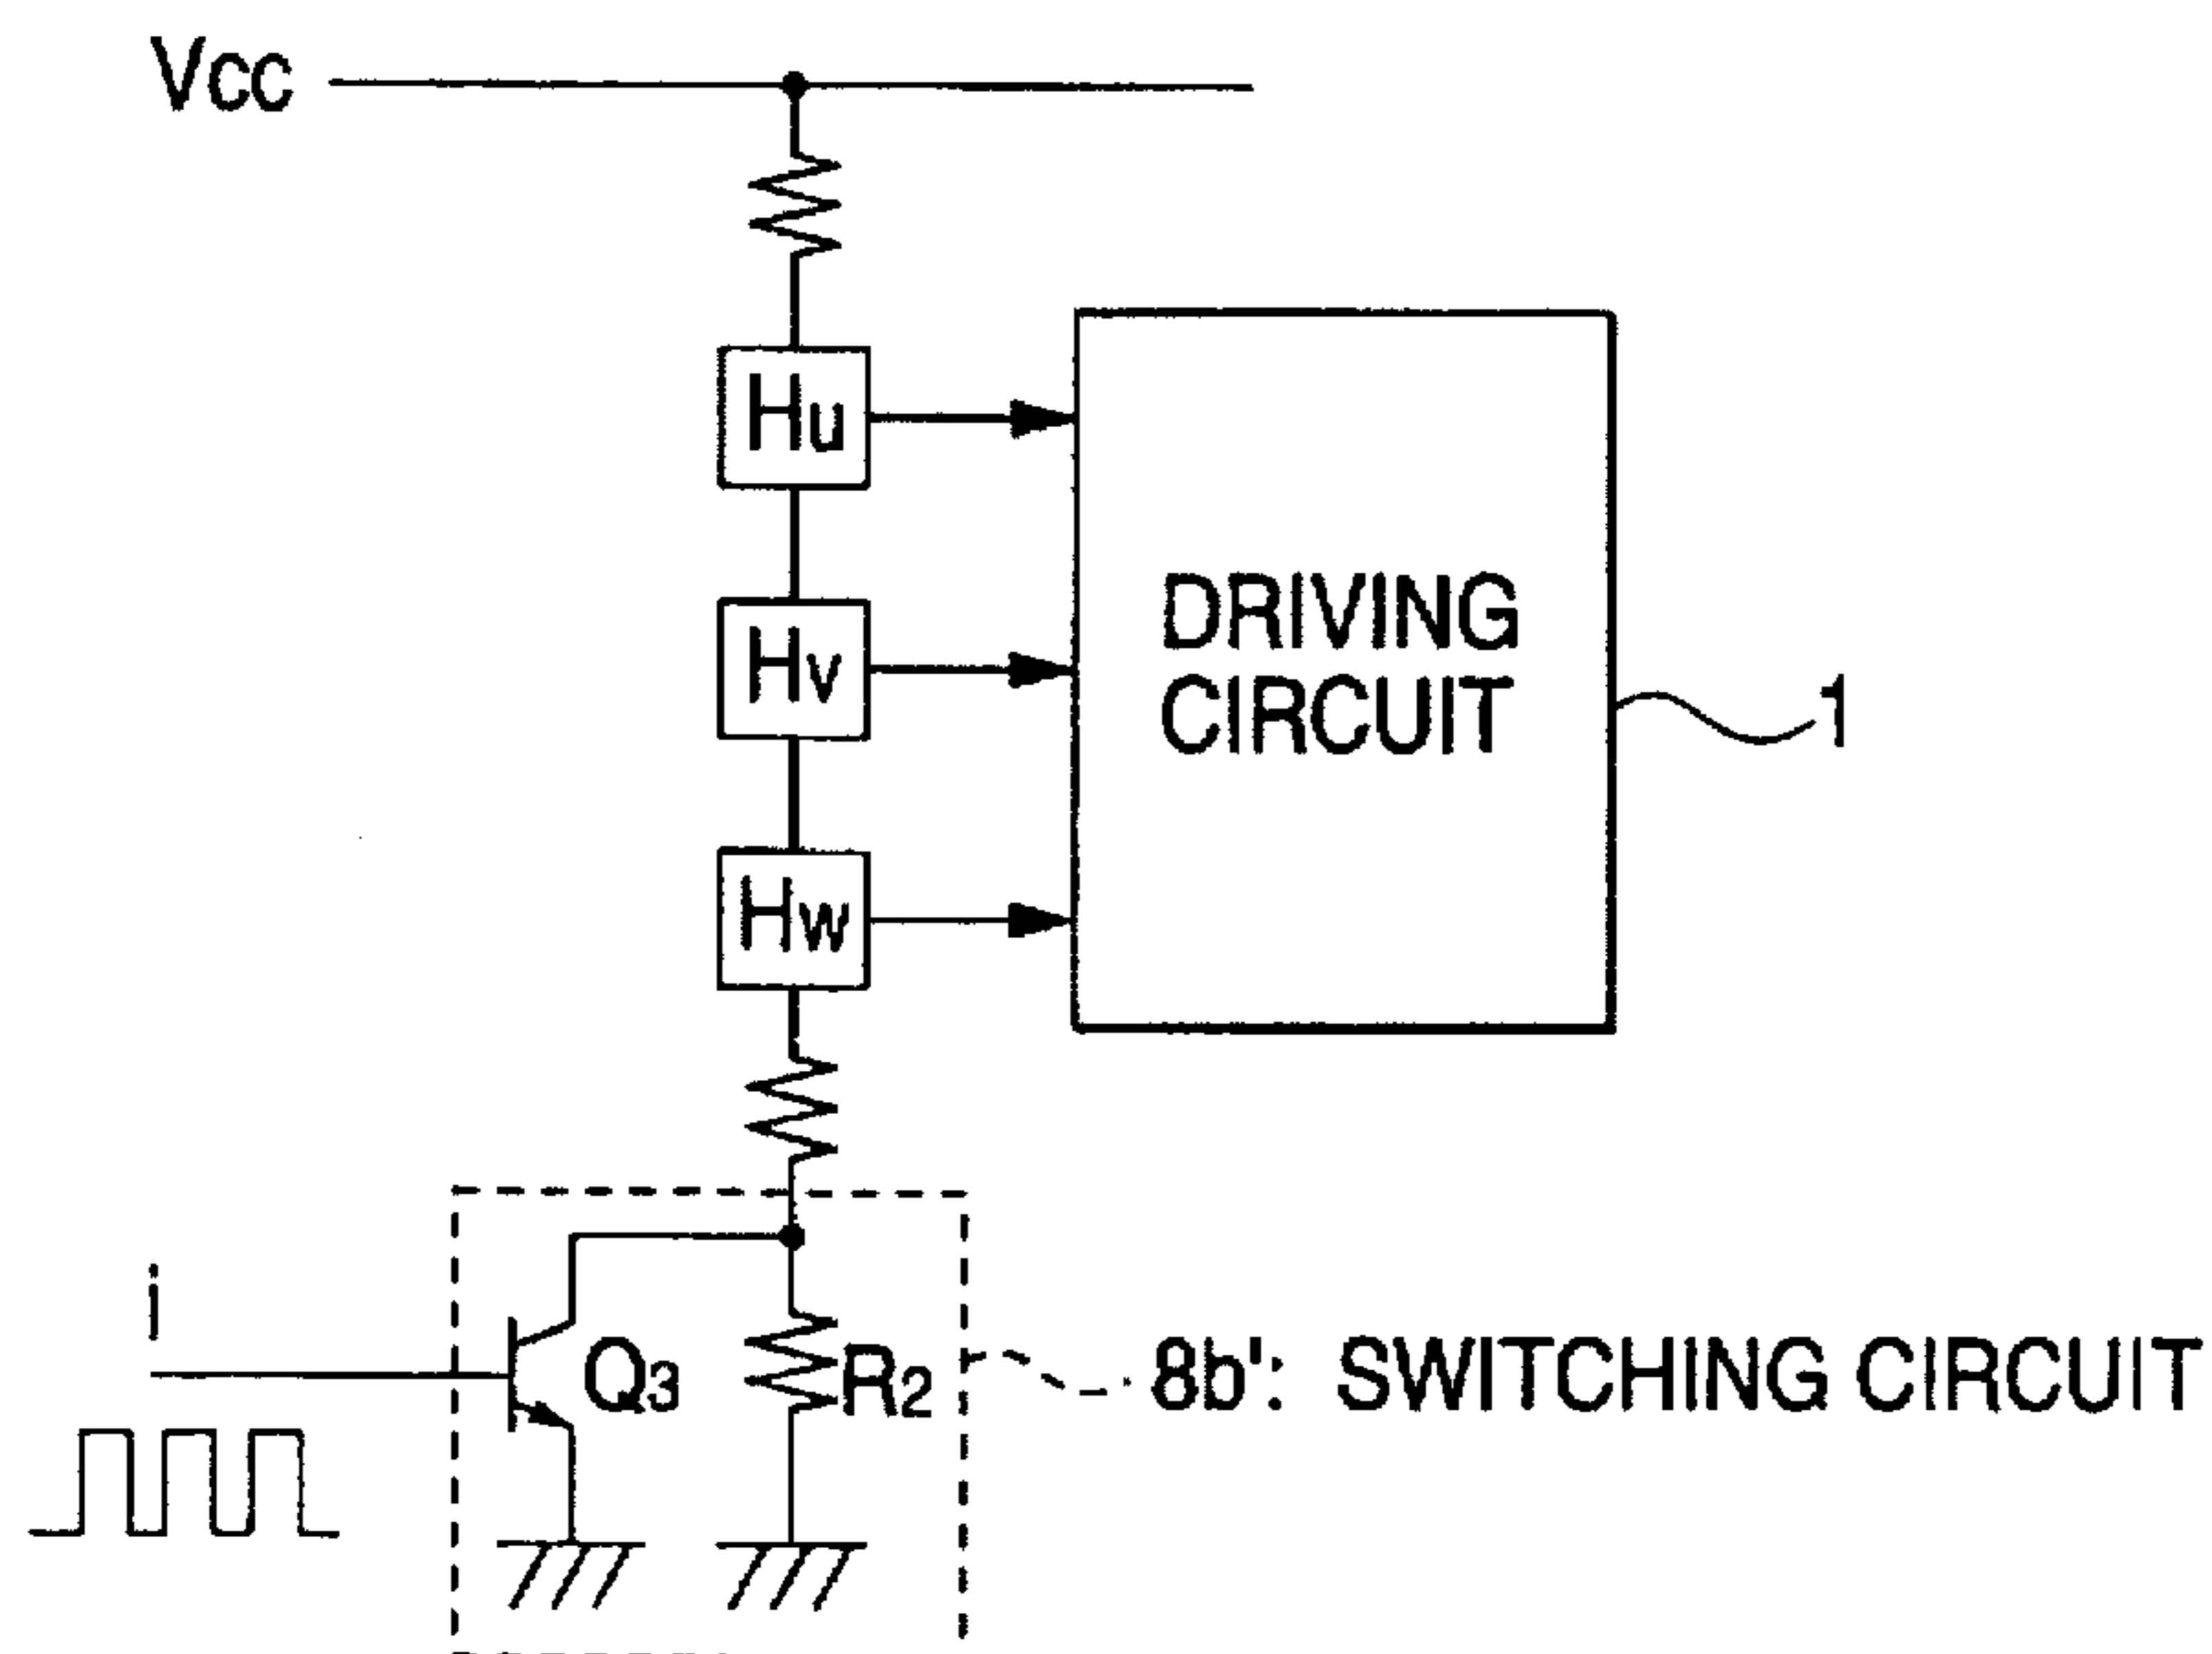 Vcc
Hu
Hv
DRIVING
CIRCUIT
1
Hw
i
Q3
R2
8b': SWITCHING CIRCUIT